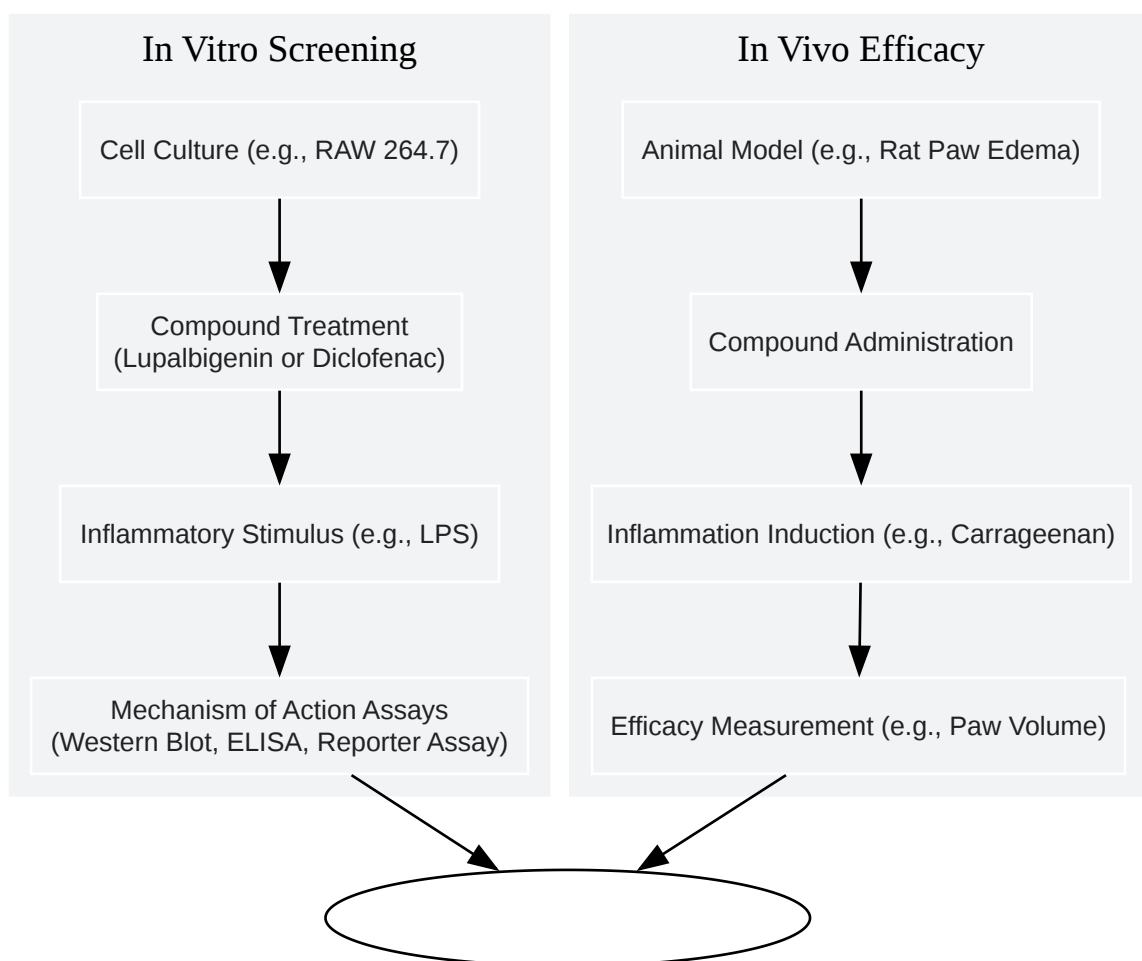 In Vitro Screening
Cell Culture (e.g., RAW 264.7)
Compound Treatment
(Lupalbigenin or Diclofenac)
Inflammatory Stimulus (e.g., LPS)
Mechanism of Action Assays
(Western Blot, ELISA, Reporter Assay)
In Vivo Efficacy
Animal Model (e.g., Rat Paw Edema)
Compound Administration
Inflammation Induction (e.g., Carrageenan)
Efficacy Measurement (e.g., Paw Volume)